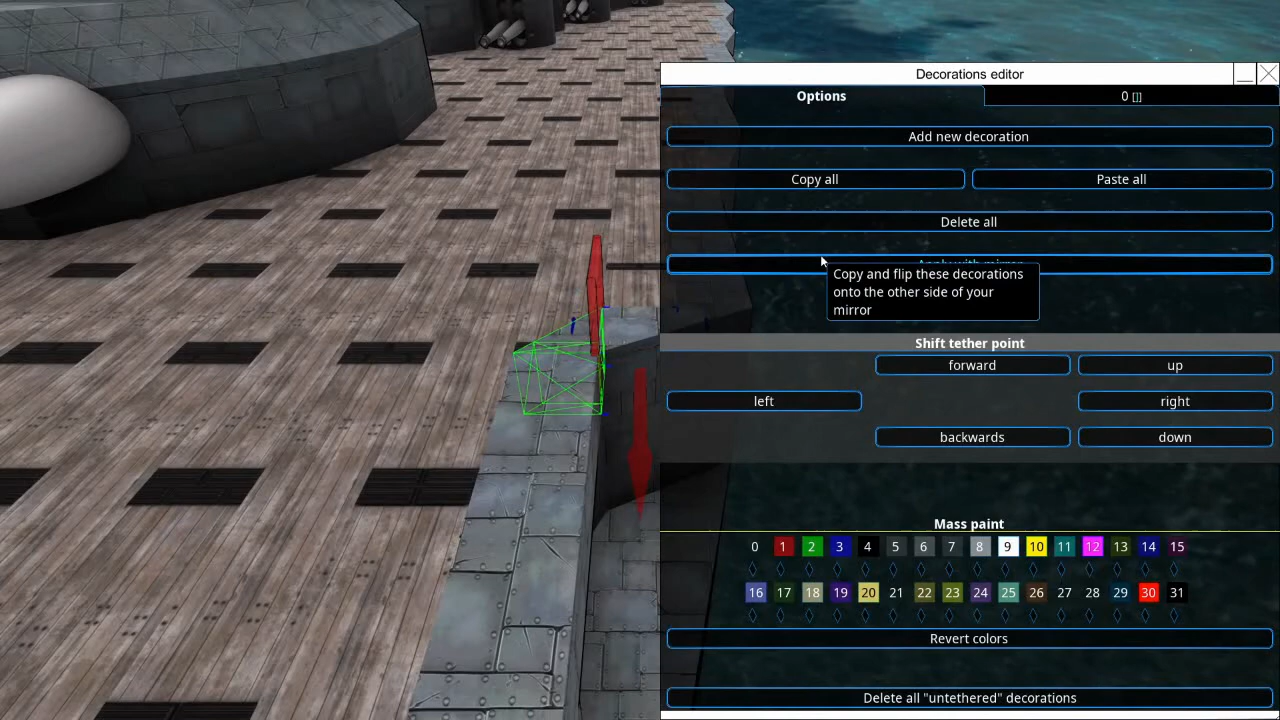 Decorations editor
Options
0 []
Add new decoration
Copy all
Paste all
Delete all
Apply with mirror
Copy and flip these decorations
onto the other side of your
mirror
Shift tether point
forward
up
left
right
backwards
down
Mass paint
0 1 2 3 4 5 6 7 8 9 10 11 12 13 14 15
16 17 18 19 20 21 22 23 24 25 26 27 28 29 30 31
Revert colors
Delete all "untethered" decorations